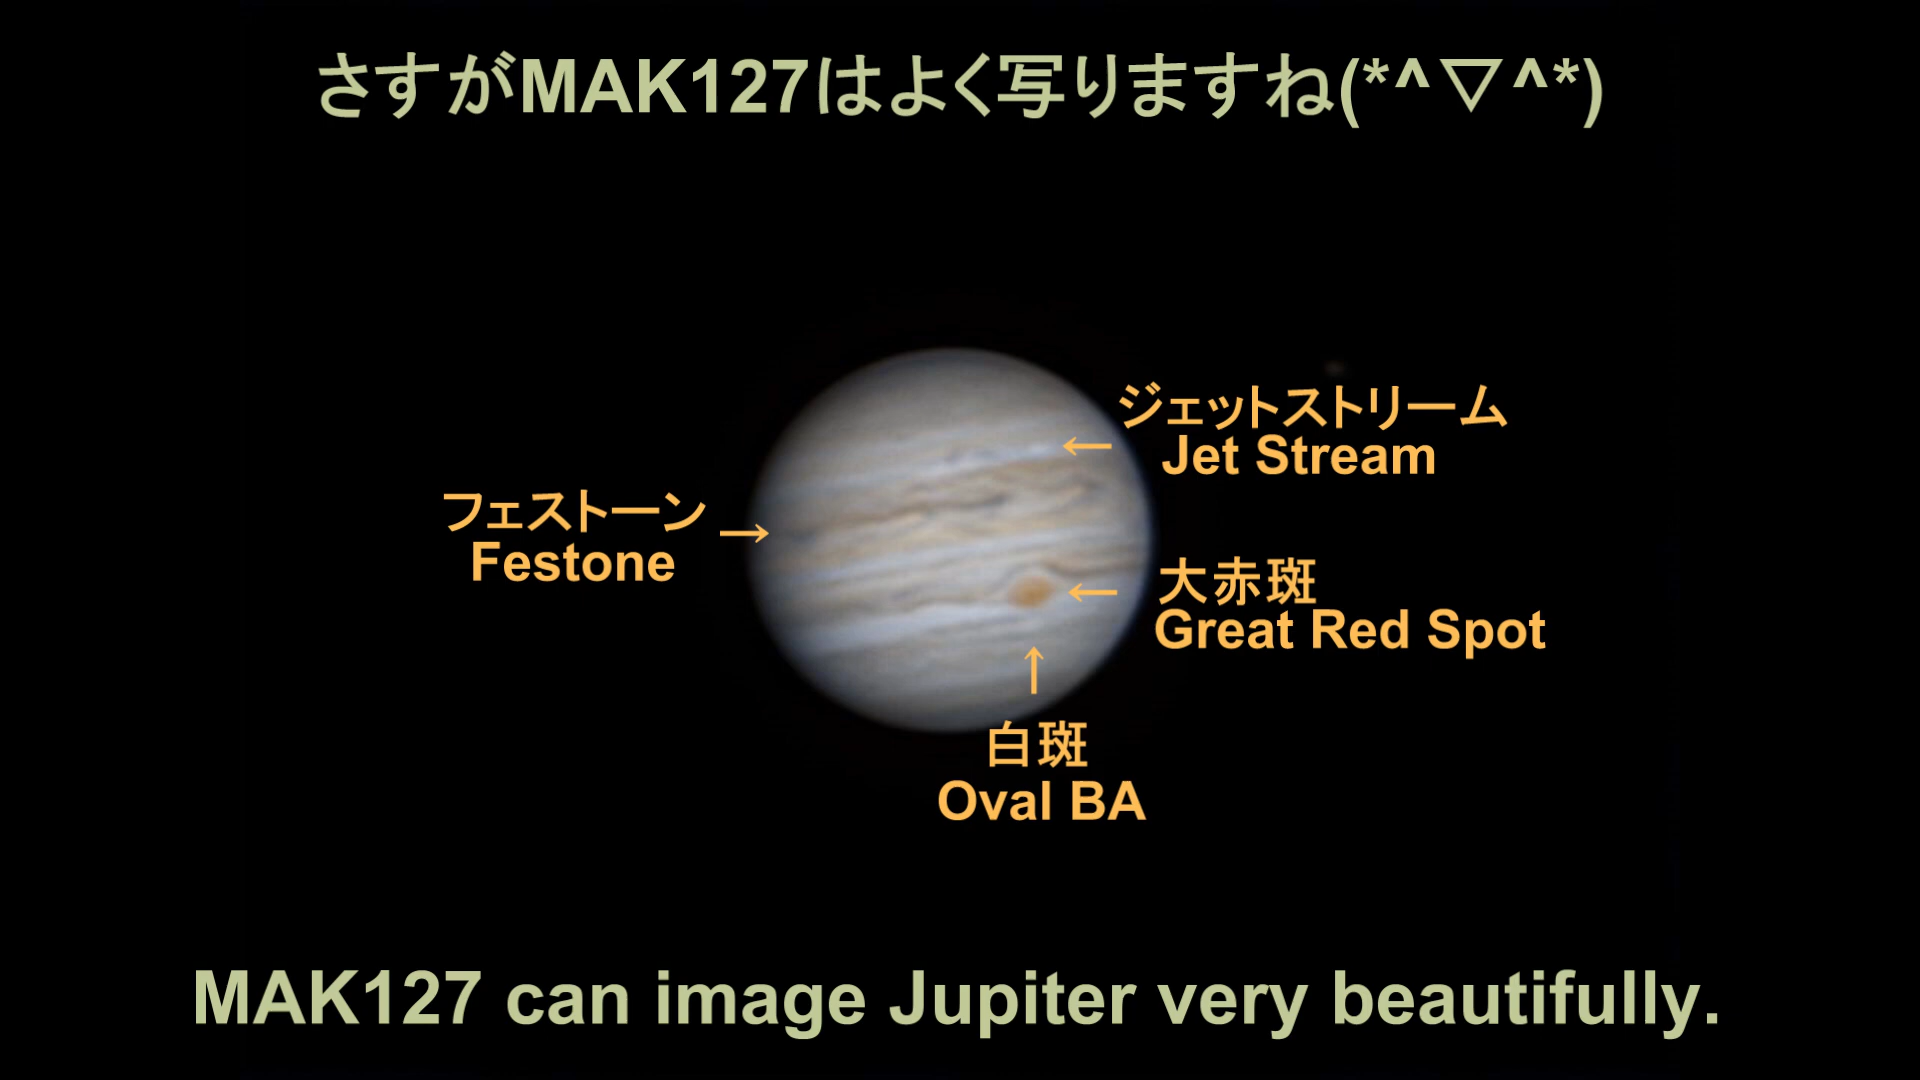 さすがMAK127はよく写りますね(*^▽^*)
ジェットストリーム
← Jet Stream
フェストーン
Festone →
大赤斑
← Great Red Spot
↑
白斑
Oval BA
MAK127 can image Jupiter very beautifully.